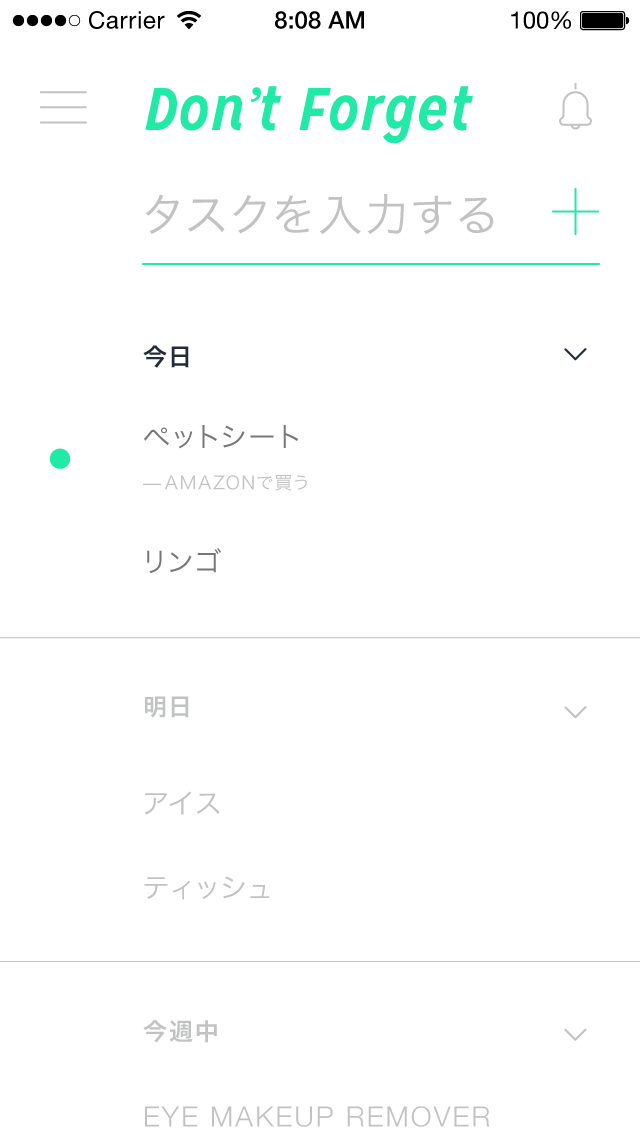 Carrier 8:08 AM 100%
Don't Forget
タスクを入力する
今日
ペットシート
—AMAZONで買う
リンゴ
明日
アイス
ティッシュ
今週中
EYE MAKEUP REMOVER